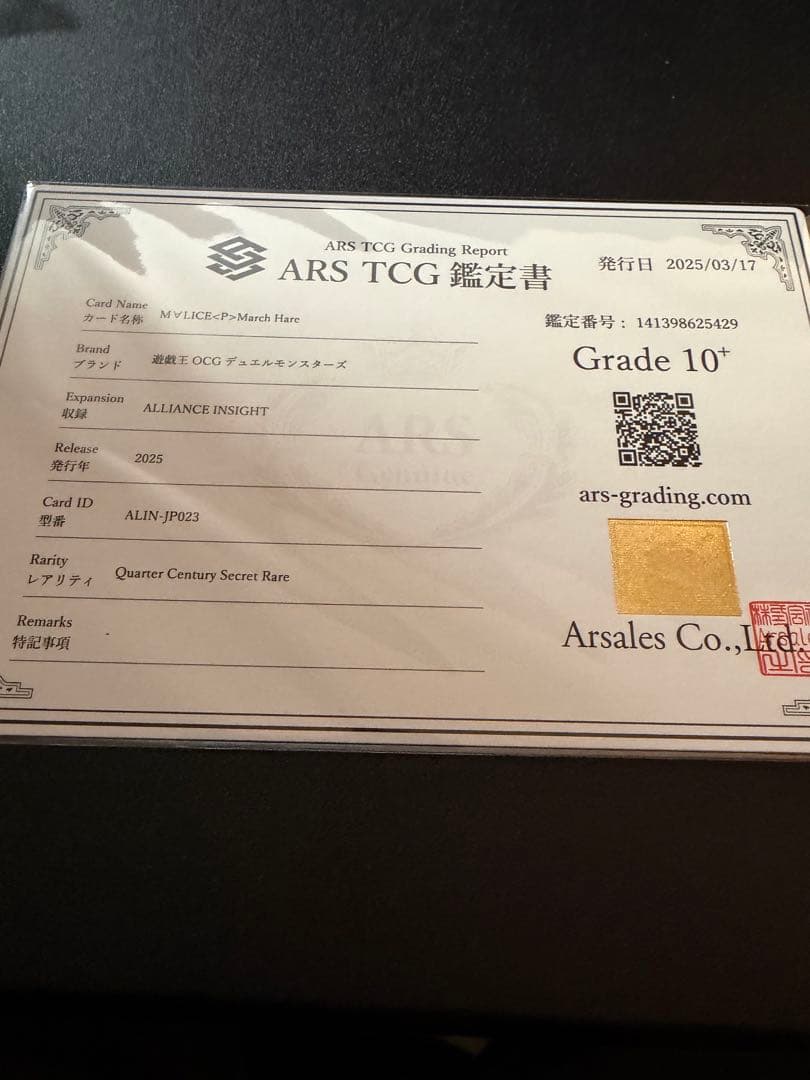 ARS TCG Grading Report
ARS TCG 鑑定書
発行日 2025/03/17
Card Name
カード名称 M∀LICE<P>March Hare
Brand
ブランド 遊戯王 OCG デュエルモンスターズ
Expansion
収録 ALLIANCE INSIGHT
Release
発行年 2025
Card ID
型番 ALIN-JP023
Rarity
レアリティ Quarter Century Secret Rare
Remarks
特記事項 -
鑑定番号: 141398625429
Grade 10+
ars-grading.com
Arsales Co.,Ltd.
ARS
Genuine